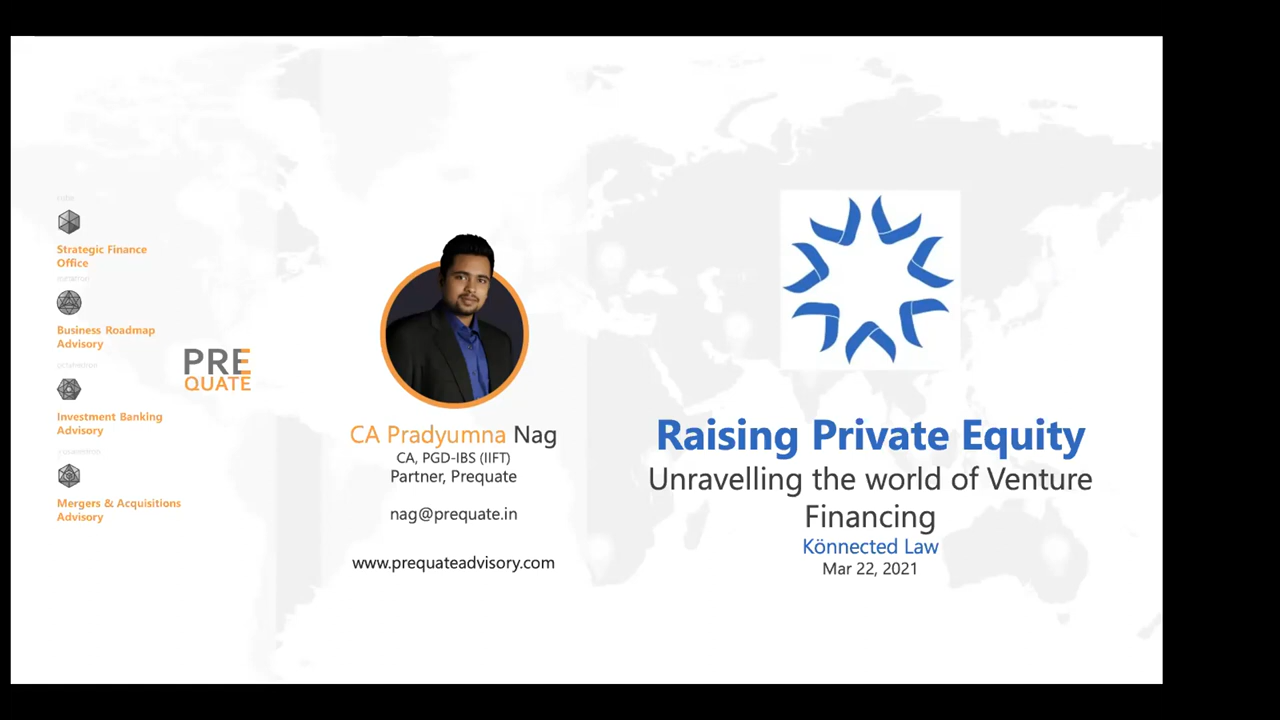 Strategic Finance
Office
Business Roadmap
Advisory
Investment Banking
Advisory
Mergers & Acquisitions
Advisory
PRE
QUATE
CA Pradyumna Nag
CA, PGD-IBS (IIFT)
Partner, Prequate
nag@prequate.in
www.prequateadvisory.com
Raising Private Equity
Unravelling the world of Venture
Financing
Könnected Law
Mar 22, 2021